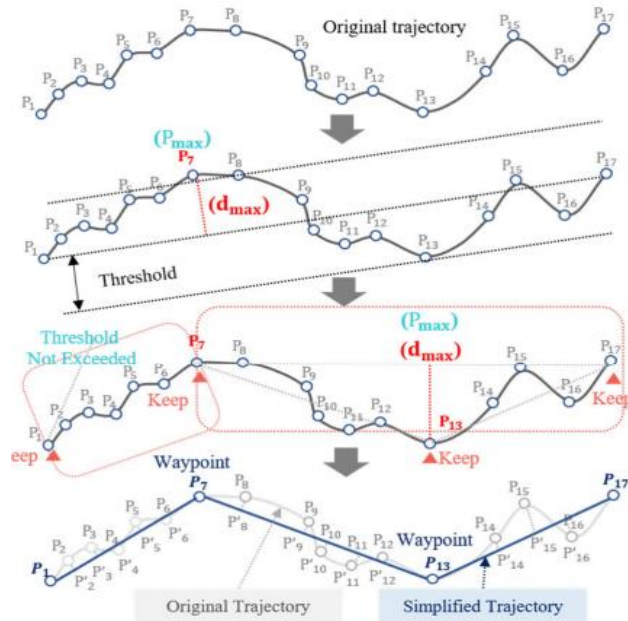 Original trajectory
P1 P2 P3 P4 P5 P6 P7 P8 P9 P10 P11 P12 P13 P14 P15 P16 P17
(Pmax)
P7
(dmax)
P1 P2 P3 P4 P5 P6 P8 P9 P10 P11 P12 P13 P14 P15 P16 P17
Threshold
Threshold
Not Exceeded
(Pmax)
P7
(dmax)
P1 P2 P3 P4 P5 P6 P8 P9 P10 P11 P12 P13 P14 P15 P16 P17
Keep
eep
Keep
Keep
Waypoint
Waypoint
P1 P2 P3 P4 P5 P6 P7 P8 P9 P10 P11 P12 P13 P14 P15 P16 P17
P'2 P'3 P'4 P'5 P'6 P'8 P'9 P'10 P'11 P'12 P'14 P'15 P'16
Original Trajectory
Simplified Trajectory